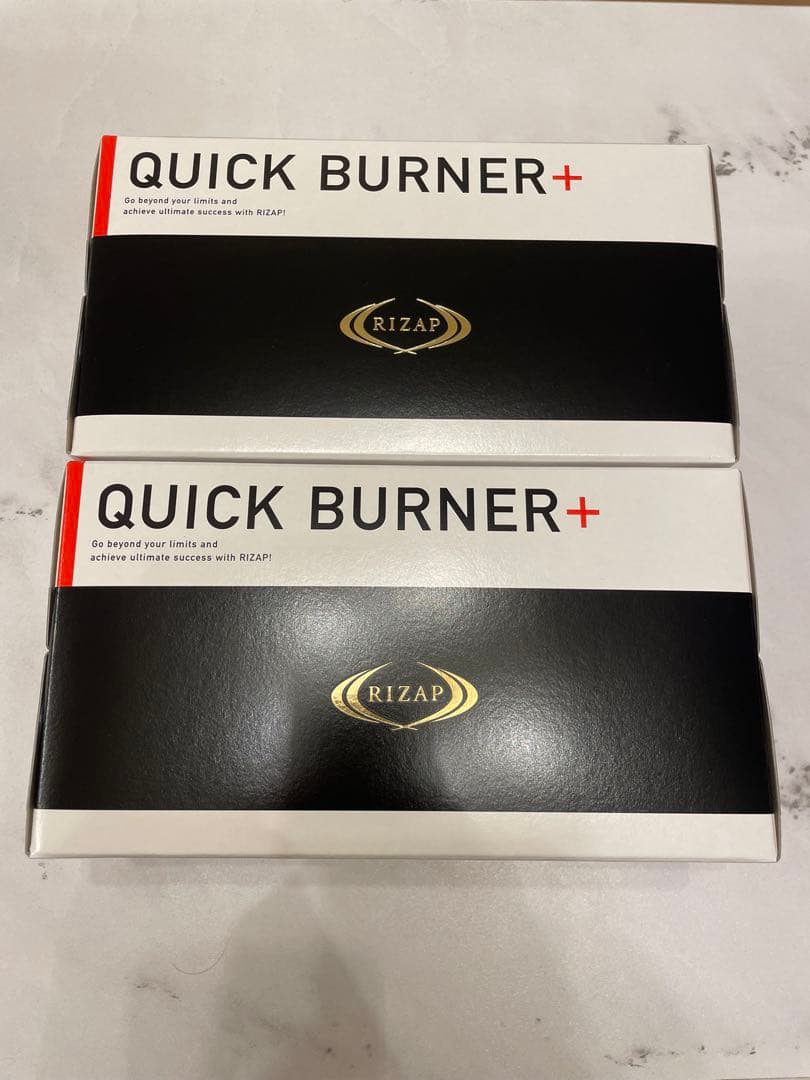 QUICK BURNER+
Go beyond your limits and
achieve ultimate success with RIZAP!
RIZAP
QUICK BURNER+
Go beyond your limits and
achieve ultimate success with RIZAP!
RIZAP